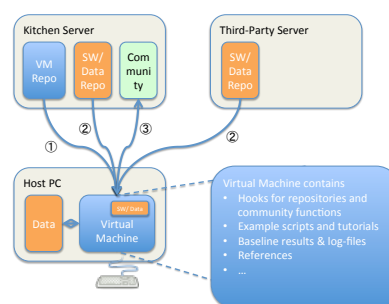 Kitchen Server
VM
Repo
SW/
Data
Repo
Com
muni
ty
Third-Party Server
SW/
Data
Repo
①
②
③
②
Host PC
Data
SW/ Data
Virtual
Machine
Virtual Machine contains
• Hooks for repositories and
community functions
• Example scripts and tutorials
• Baseline results & log-files
• References
• ...